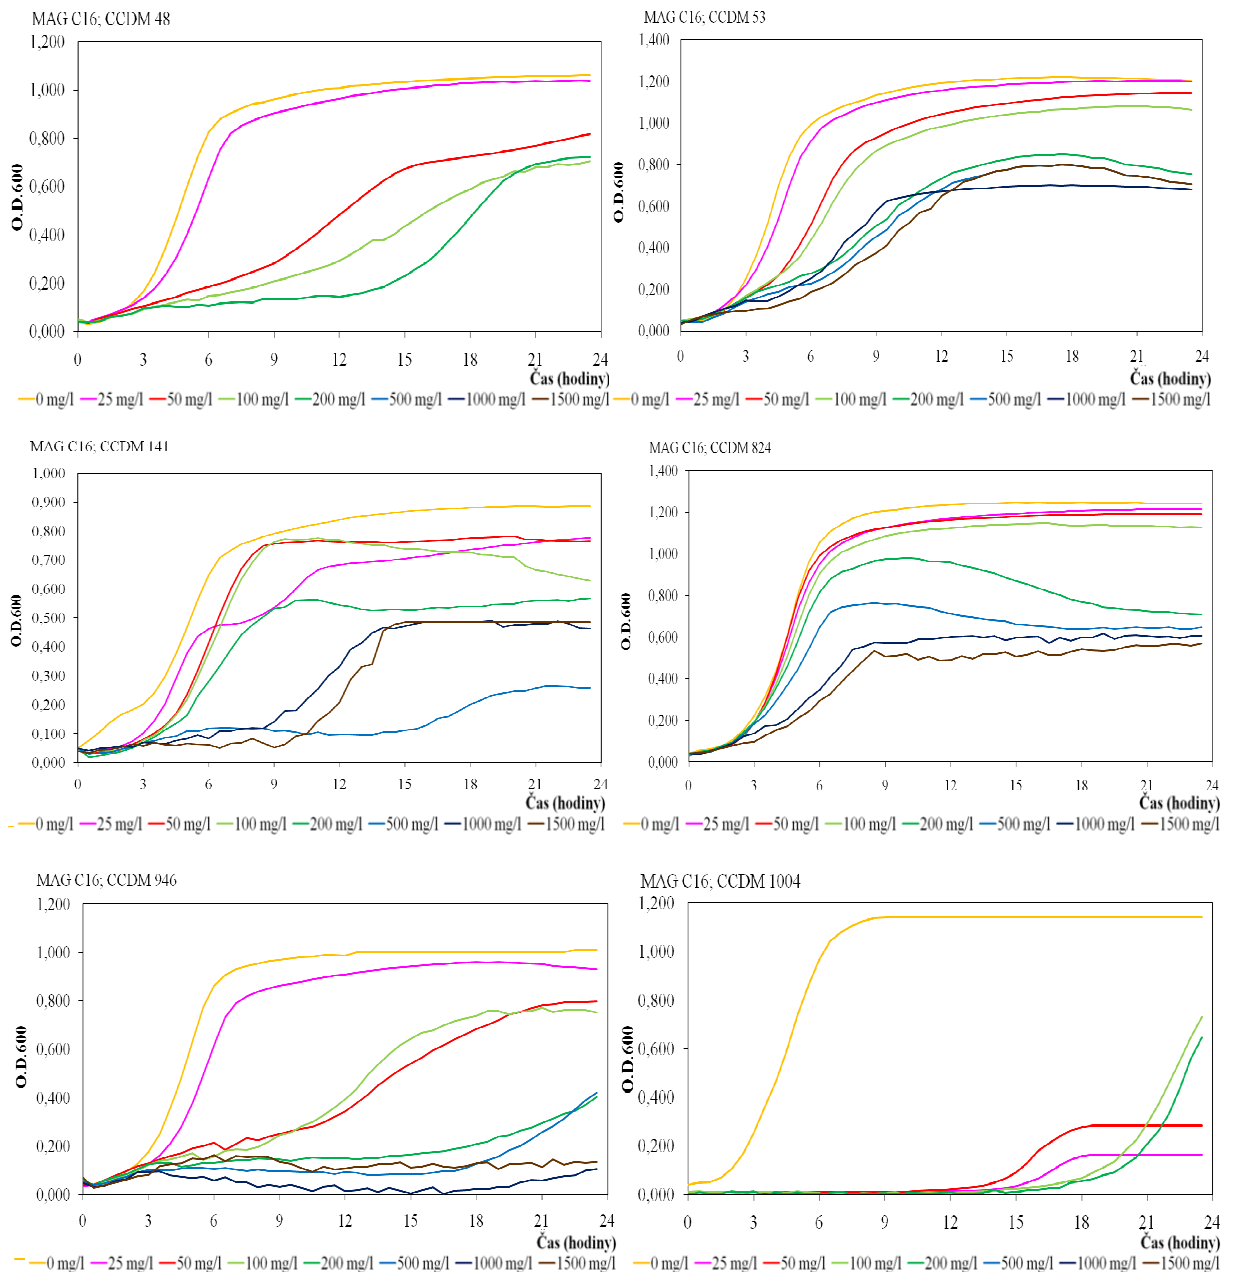 MAG C16; CCDM 48
1,200
1,000
0,800
0,600
0,400
0,200
0,000
O.D.600
0 3 6 9 12 15 18 21 24
Čas (hodiny)
0 mg/l 25 mg/l 50 mg/l 100 mg/l 200 mg/l 500 mg/l 1000 mg/l 1500 mg/l
MAG C16; CCDM 53
1,400
1,200
1,000
0,800
0,600
0,400
0,200
0,000
O.D.600
0 3 6 9 12 15 18 21 24
Čas (hodiny)
0 mg/l 25 mg/l 50 mg/l 100 mg/l 200 mg/l 500 mg/l 1000 mg/l 1500 mg/l
MAG C16; CCDM 141
1,000
0,900
0,800
0,700
0,600
0,500
0,400
0,300
0,200
0,100
0,000
O.D.600
0 3 6 9 12 15 18 21 24
Čas (hodiny)
0 mg/l 25 mg/l 50 mg/l 100 mg/l 200 mg/l 500 mg/l 1000 mg/l 1500 mg/l
MAG C16; CCDM 824
1,400
1,200
1,000
0,800
0,600
0,400
0,200
0,000
O.D.600
0 3 6 9 12 15 18 21 24
Čas (hodiny)
0 mg/l 25 mg/l 50 mg/l 100 mg/l 200 mg/l 500 mg/l 1000 mg/l 1500 mg/l
MAG C16; CCDM 946
1,200
1,000
0,800
0,600
0,400
0,200
0,000
O.D.600
0 3 6 9 12 15 18 21 24
Čas (hodiny)
0 mg/l 25 mg/l 50 mg/l 100 mg/l 200 mg/l 500 mg/l 1000 mg/l 1500 mg/l
MAG C16; CCDM 1004
1,200
1,000
0,800
0,600
0,400
0,200
0,000
O.D.600
0 3 6 9 12 15 18 21 24
Čas (hodiny)
0 mg/l 25 mg/l 50 mg/l 100 mg/l 200 mg/l 500 mg/l 1000 mg/l 1500 mg/l